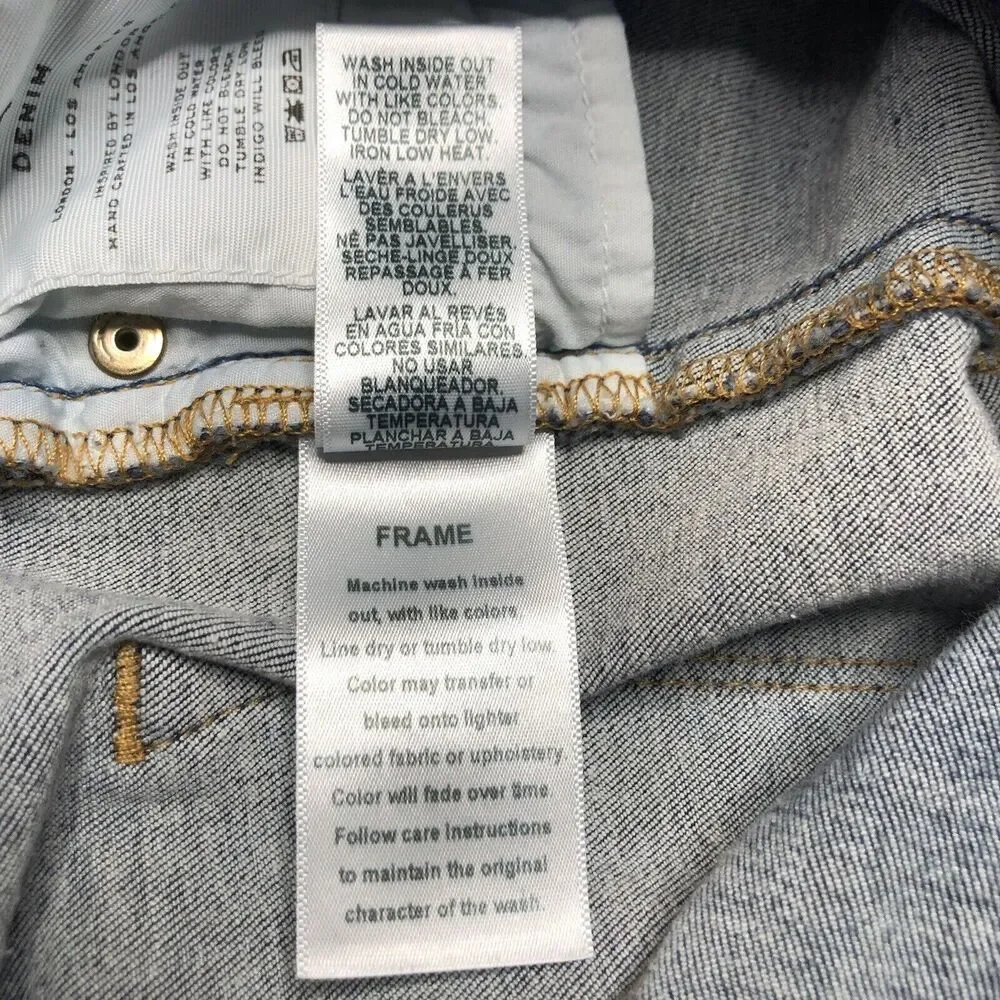 DENIM
LONDON - LOS ANGELES
INSPIRED BY LONDON
HAND CRAFTED IN LOS ANG
WASH INSIDE OUT
IN COLD WATER
WITH LIKE COLORS
DO NOT BLEACH
TUMBLE DRY LOW
INDIGO WILL BLEE
WASH INSIDE OUT
IN COLD WATER
WITH LIKE COLORS.
DO NOT BLEACH.
TUMBLE DRY LOW.
IRON LOW HEAT.
LAVER A L'ENVERS
L'EAU FROIDE AVEC
DES COULERUS
SEMBLABLES.
NE PAS JAVELLISER.
SECHE-LINGE DOUX
REPASSAGE A FER
DOUX.
LAVAR AL REVÉS
EN AGUA FRIA CON
COLORES SIMILARES.
NO USAR
BLANQUEADOR.
SECADORA A BAJA
TEMPERATURA
PLANCHAR A BAJA
TEMPERATURA
FRAME
Machine wash inside
out, with like colors
Line dry or tumble dry low.
Color may transfer or
bleed onto lighter
colored fabric or upholstery.
Color will fade over time
Follow care instructions
to maintain the original
character of the wash.